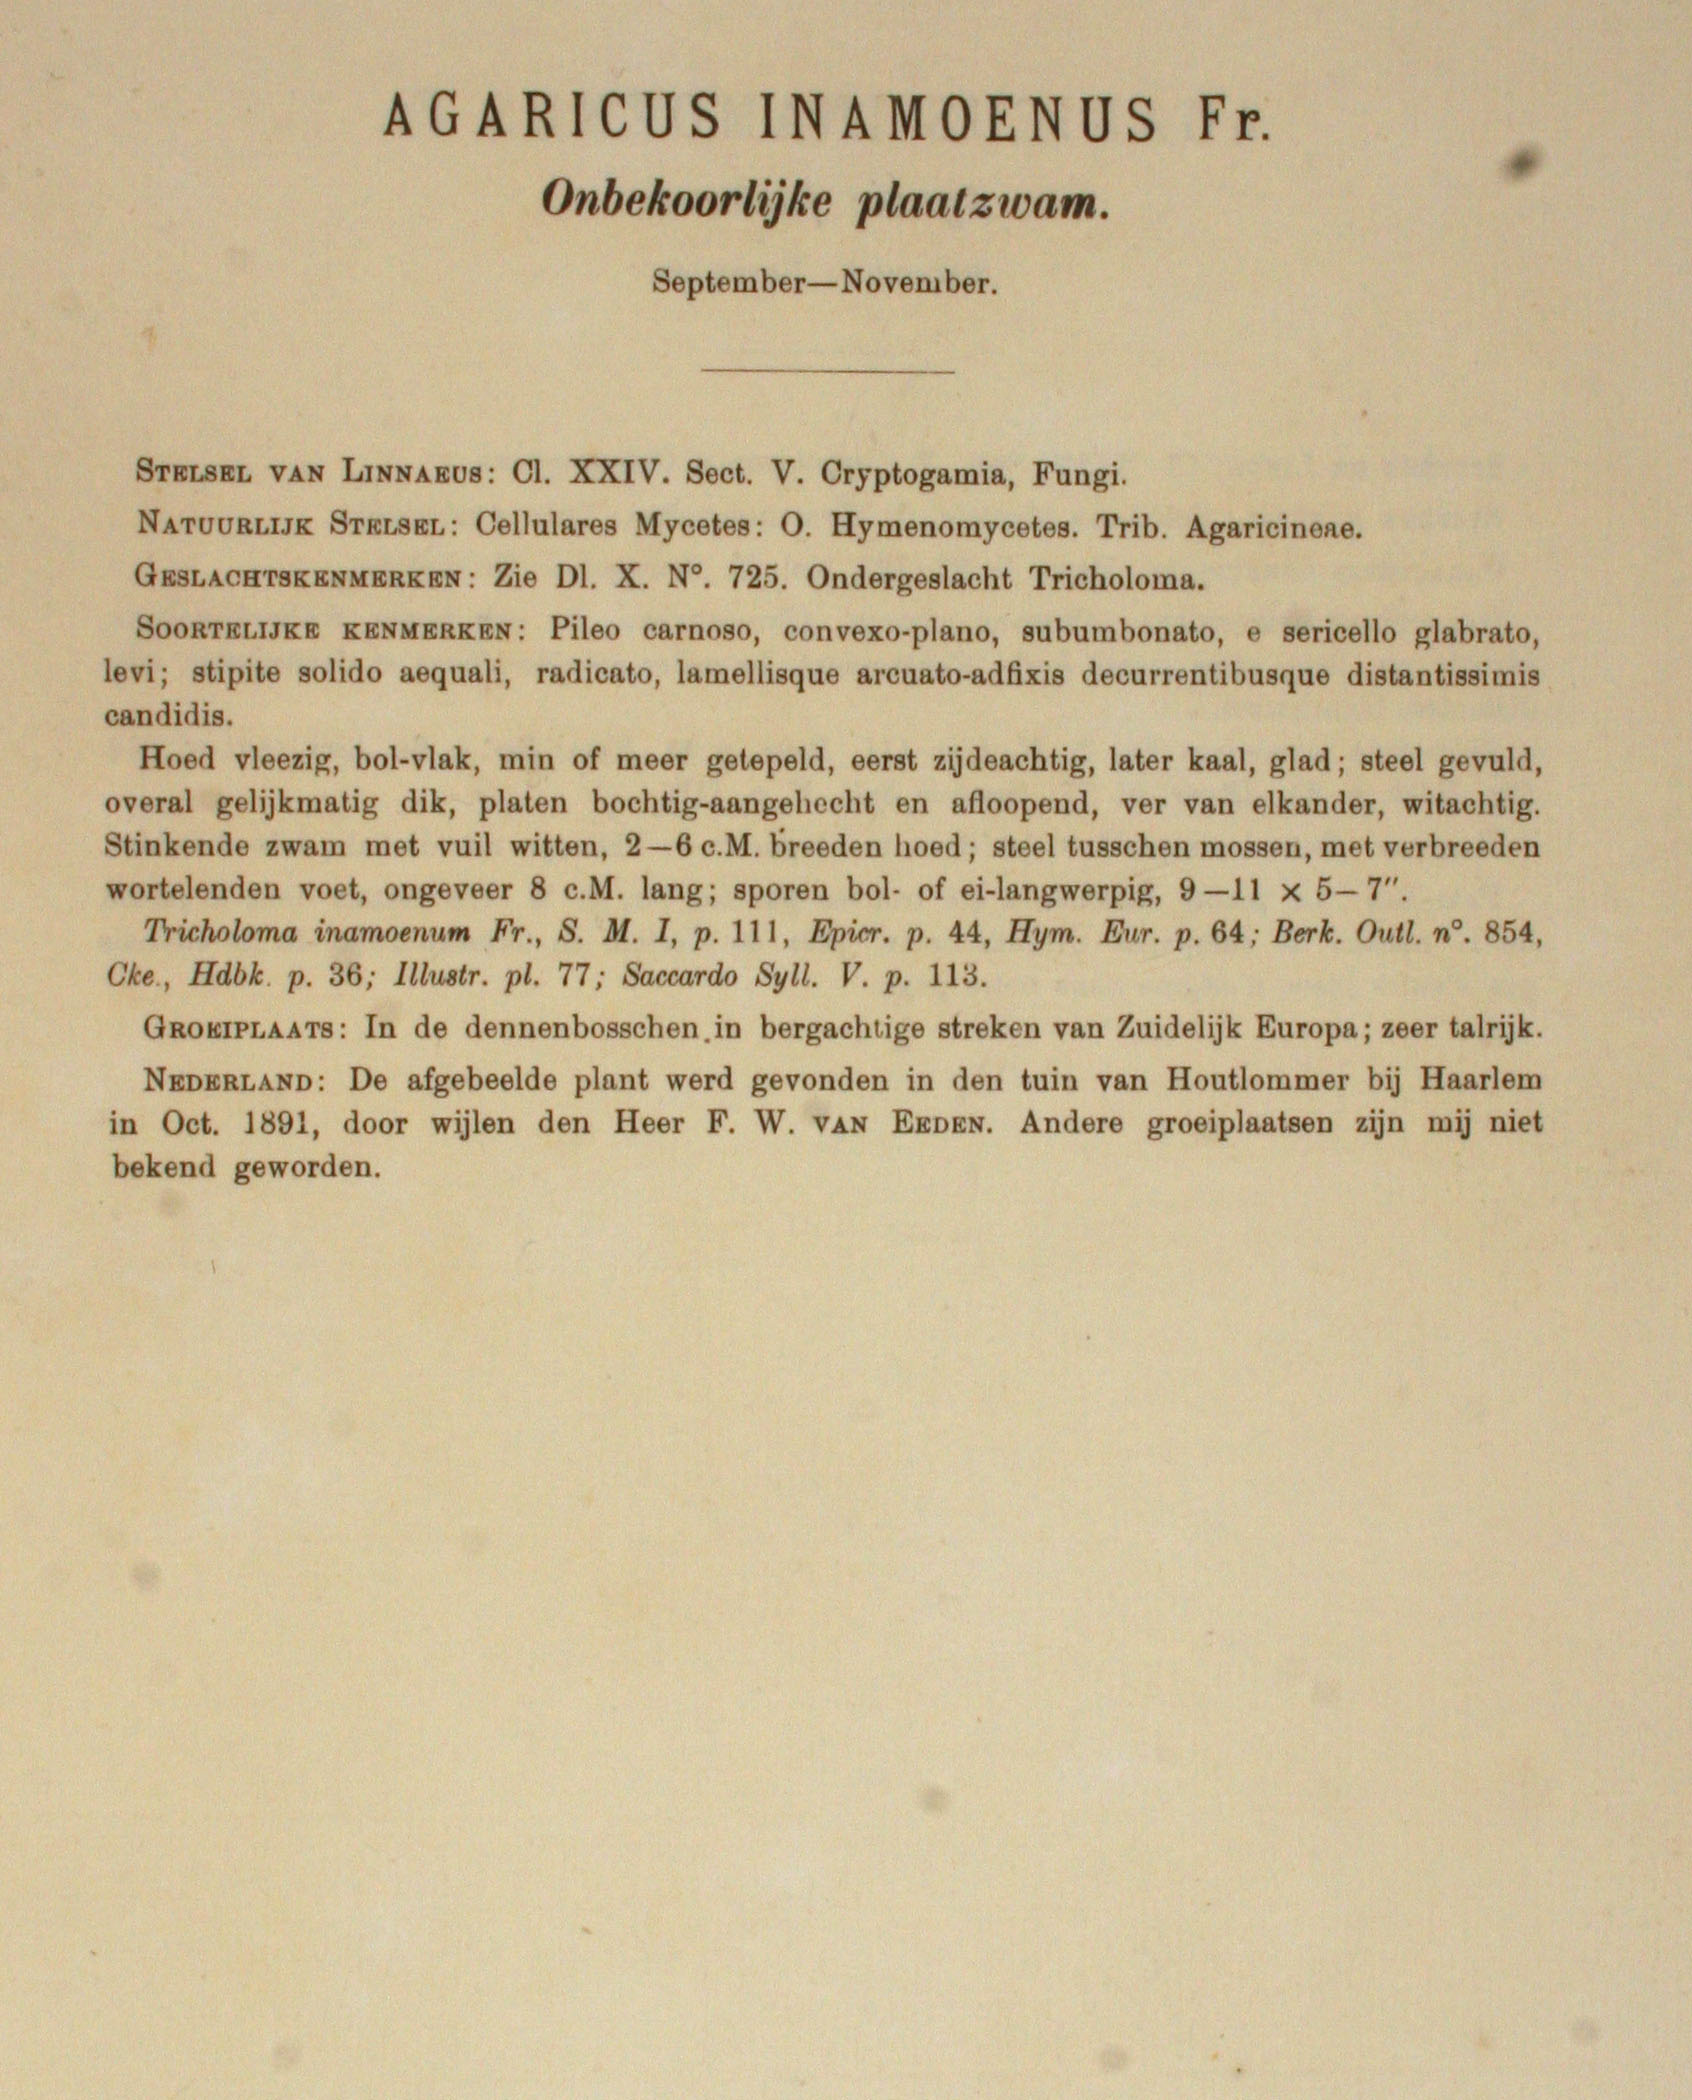 AGARICUS INAMOENUS Fr.
Onbekoorlijke plaatzwam.
September—November.
STELSEL VAN LINNAEUS: Cl. XXIV. Sect. V. Cryptogamia, Fungi.
NATUURLIJK STELSEL: Cellulares Mycetes: O. Hymenomycetes. Trib. Agaricineae.
GESLACHTSKENMERKEN: Zie Dl. X. N°. 725. Ondergeslacht Tricholoma.
SOORTELIJKE KENMERKEN: Pileo carnoso, convexo-plano, subumbonato, e sericello glabrato,
levi; stipite solido aequali, radicato, lamellisque arcuato-adfixis decurrentibusque distantissimis
candidis.
Hoed vleezig, bol-vlak, min of meer getepeld, eerst zijdeachtig, later kaal, glad; steel gevuld,
overal gelijkmatig dik, platen bochtig-aangehecht en afloopend, ver van elkander, witachtig.
Stinkende zwam met vuil witten, 2—6 c.M. breeden hoed; steel tusschen mossen, met verbreeden
wortelenden voet, ongeveer 8 c.M. lang; sporen bol- of ei-langwerpig, 9—11 × 5—7″.
Tricholoma inamoenum Fr., S. M. I, p. 111, Epicr. p. 44, Hym. Eur. p. 64; Berk. Outl. n°. 854,
Cke., Hdbk. p. 36; Illustr. pl. 77; Saccardo Syll. V. p. 113.
GROEIPLAATS: In de dennenbosschen in bergachtige streken van Zuidelijk Europa; zeer talrijk.
NEDERLAND: De afgebeelde plant werd gevonden in den tuin van Houtlommer bij Haarlem
in Oct. 1891, door wijlen den Heer F. W. VAN EEDEN. Andere groeiplaatsen zijn mij niet
bekend geworden.